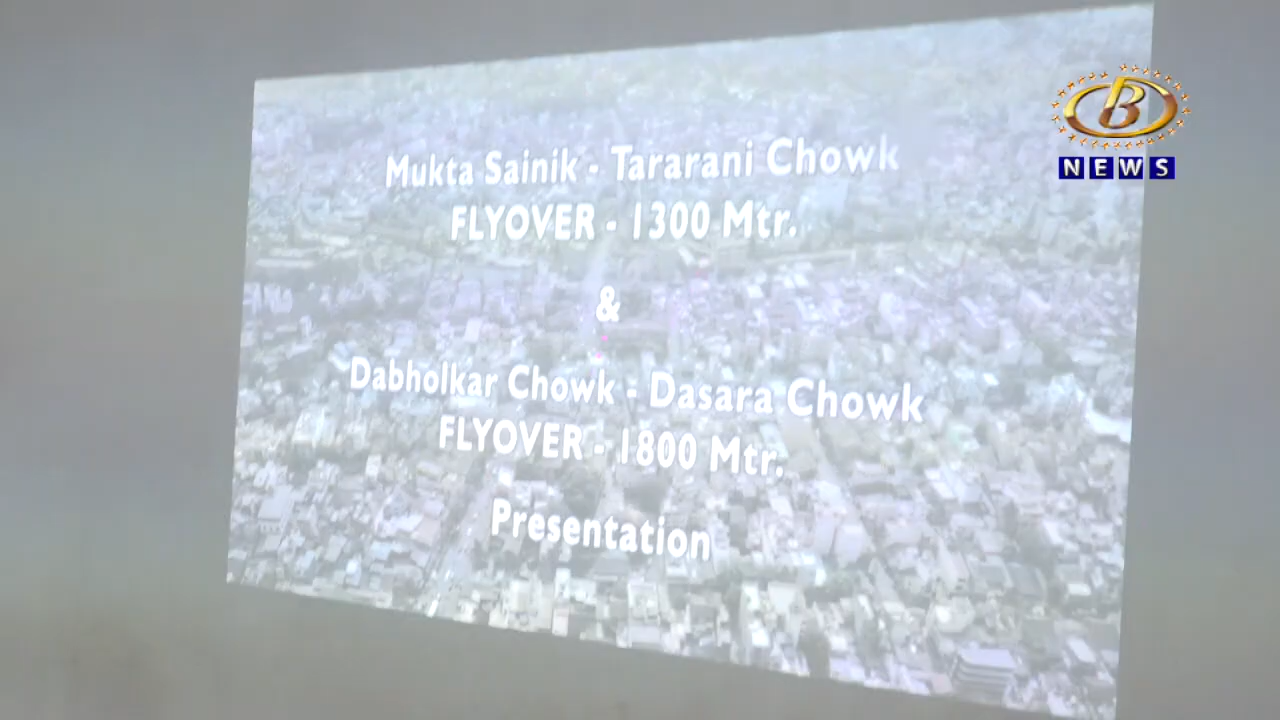 Mukta Sainik - Tararani Chowk
FLYOVER - 1300 Mtr.
&
Dabholkar Chowk - Dasara Chowk
FLYOVER - 1800 Mtr.
Presentation
B
NEWS